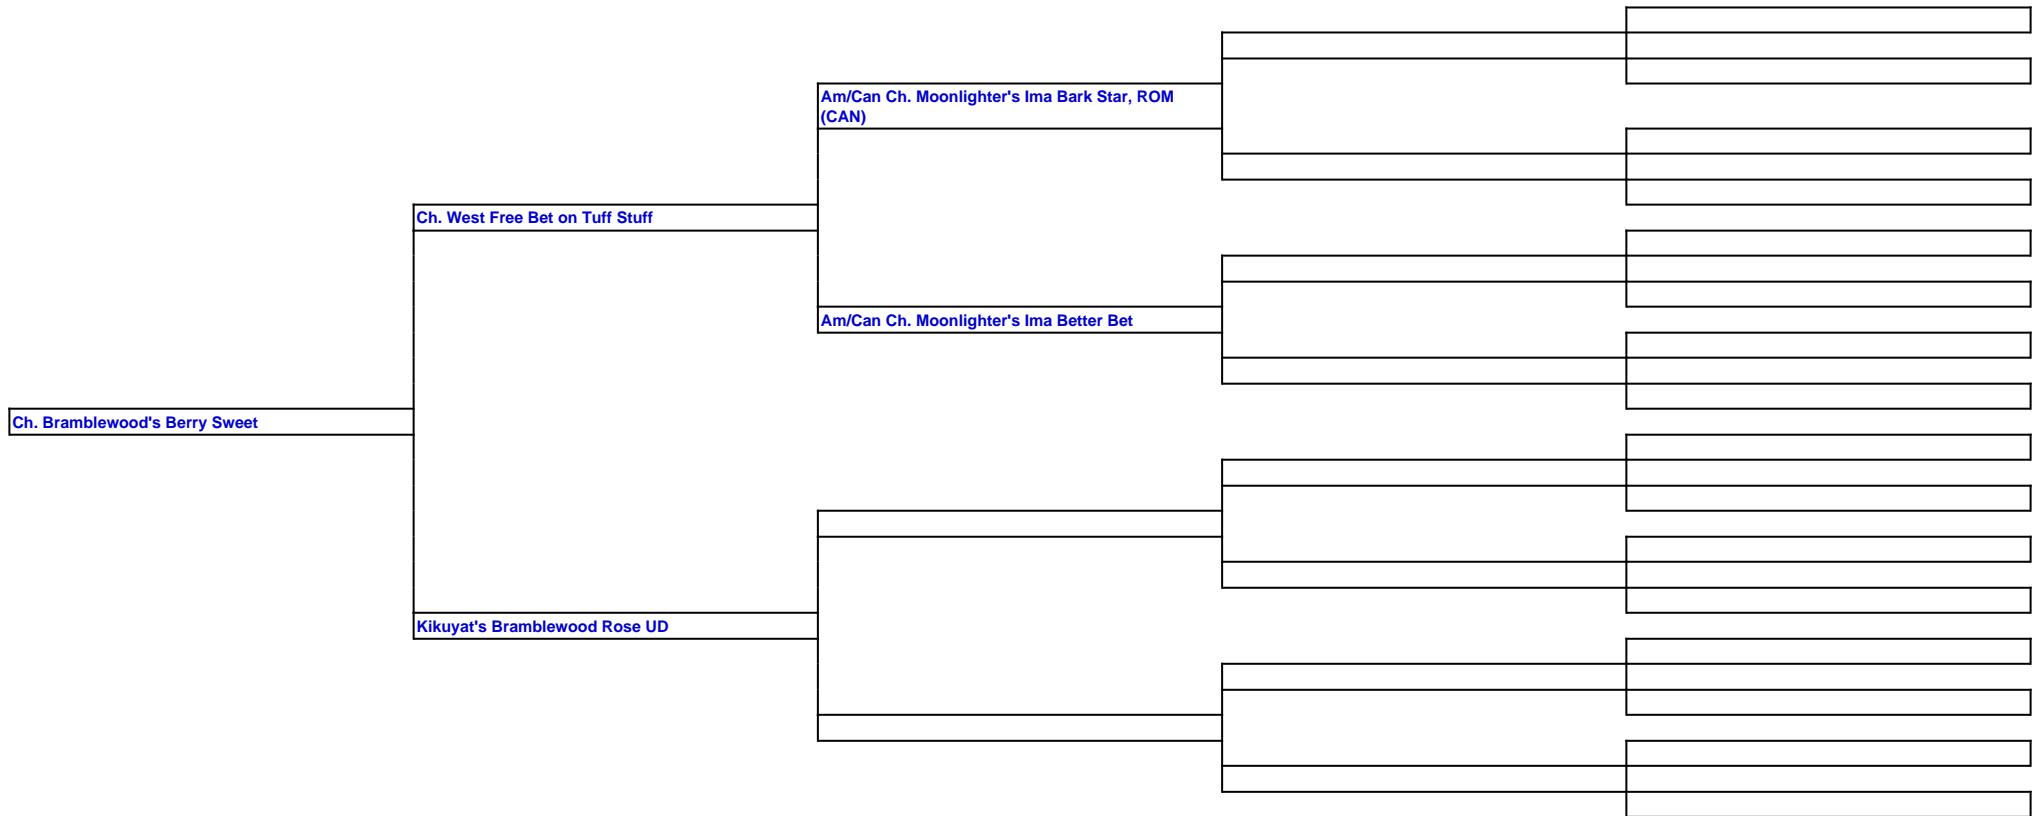 Am/Can Ch. Moonlighter's Ima Bark Star, ROM
(CAN)
Ch. West Free Bet on Tuff Stuff
Am/Can Ch. Moonlighter's Ima Better Bet
Ch. Bramblewood's Berry Sweet
Kikuyat's Bramblewood Rose UD